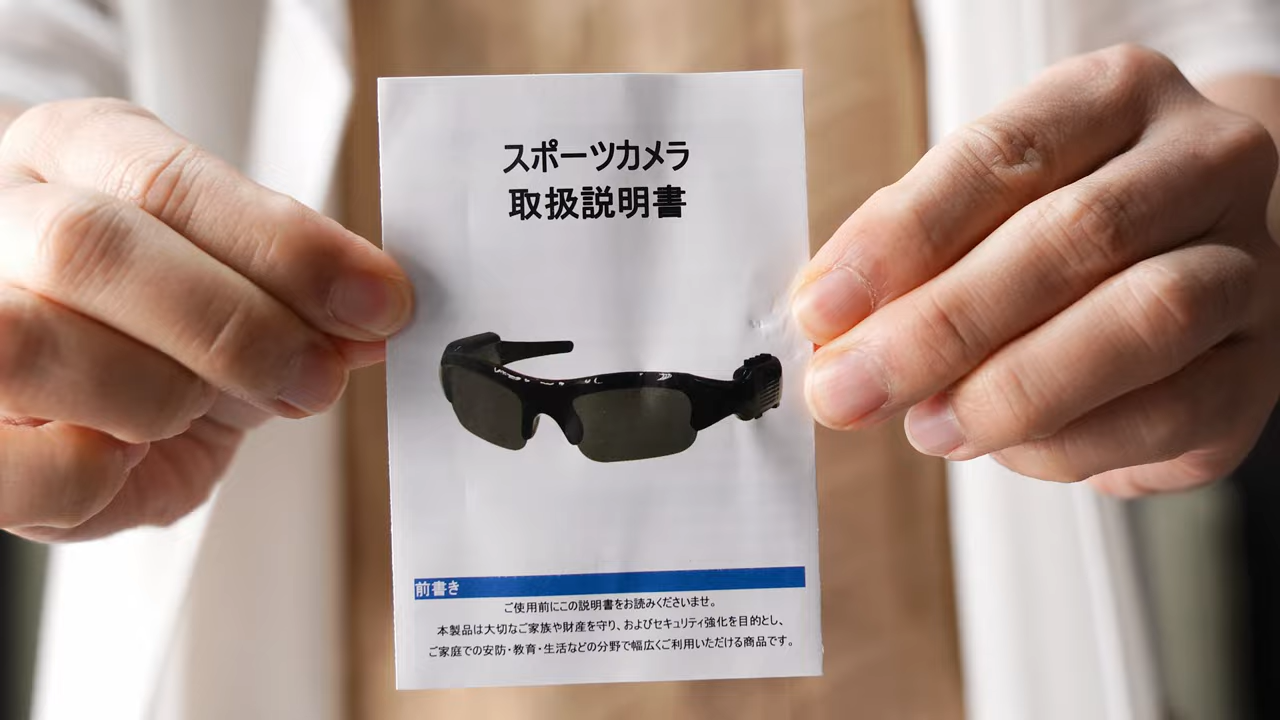 スポーツカメラ
取扱説明書
前書き
ご使用前にこの説明書をお読みくださいませ。
本製品は大切なご家族や財産を守り、およびセキュリティ強化を目的とし、
ご家庭での安防・教育・生活などの分野で幅広くご利用いただける商品です。